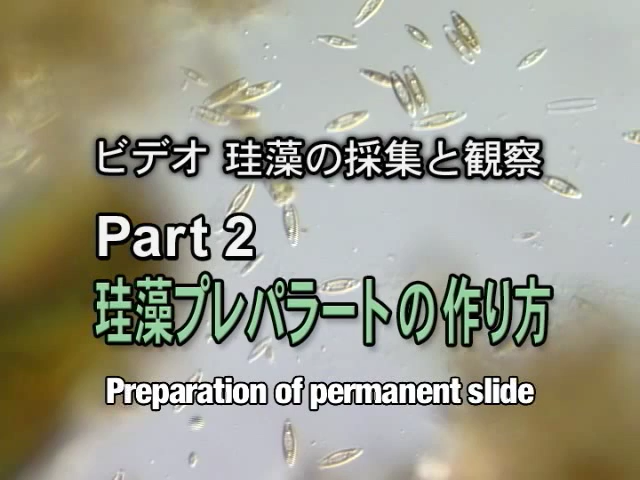 ビデオ 珪藻の採集と観察
Part 2
珪藻プレパラートの作り方
Preparation of permanent slide